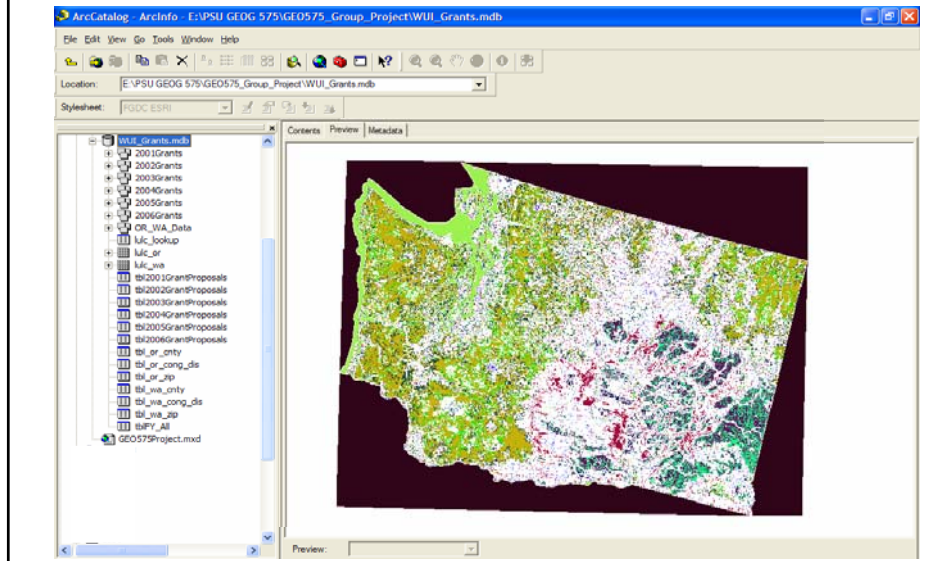 ArcCatalog - ArcInfo - E:\PSU GEOG 575\GEO575_Group_Project\WUI_Grants.mdb
File Edit View Go Tools Window Help
Location: E:\PSU GEOG 575\GEO575_Group_Project\WUI_Grants.mdb
Stylesheet: FGDC ESRI
Contents Preview Metadata
WUI_Grants.mdb
2001Grants
2002Grants
2003Grants
2004Grants
2005Grants
2006Grants
OR_WA_Data
lulc_lookup
lulc_or
lulc_wa
tbl2001GrantProposals
tbl2002GrantProposals
tbl2003GrantProposals
tbl2004GrantProposals
tbl2005GrantProposals
tbl2006GrantProposals
tbl_or_cnty
tbl_or_cong_dis
tbl_or_zip
tbl_wa_cnty
tbl_wa_cong_dis
tbl_wa_zip
tblFY_All
GEO575Project.mxd
Preview: